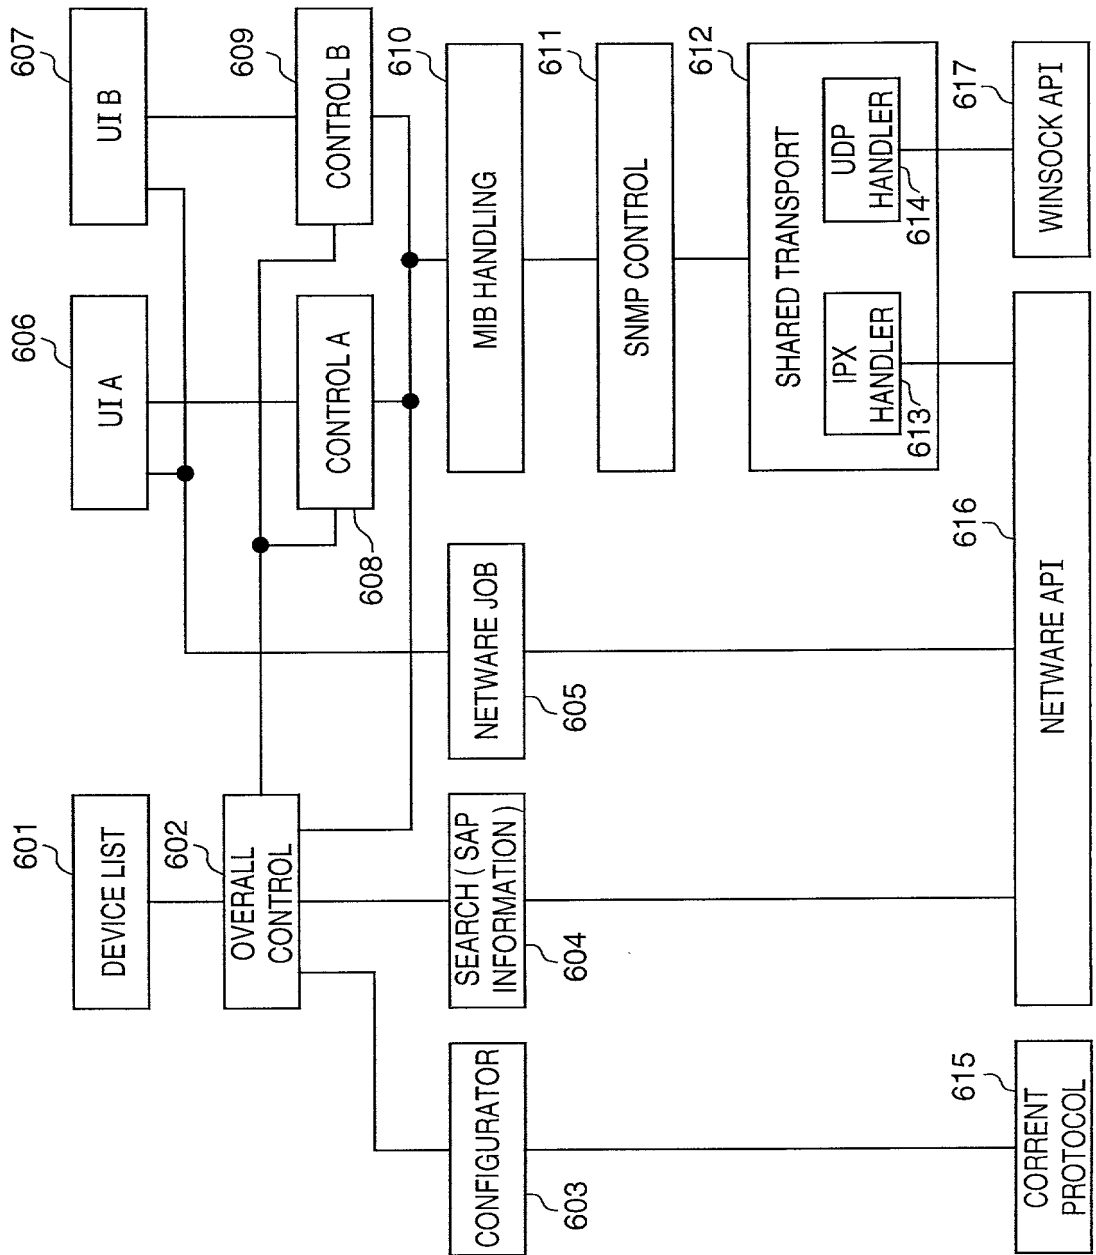 601
DEVICE LIST
606
UI A
607
UI B
602
OVERALL
CONTROL
CONTROL A
608
609
CONTROL B
CONFIGURATOR
603
SEARCH ( SAP
INFORMATION )
604
NETWARE JOB
605
610
MIB HANDLING
611
SNMP CONTROL
612
SHARED TRANSPORT
IPX
HANDLER
613
UDP
HANDLER
614
615
CORRENT
PROTOCOL
616
NETWARE API
617
WINSOCK API